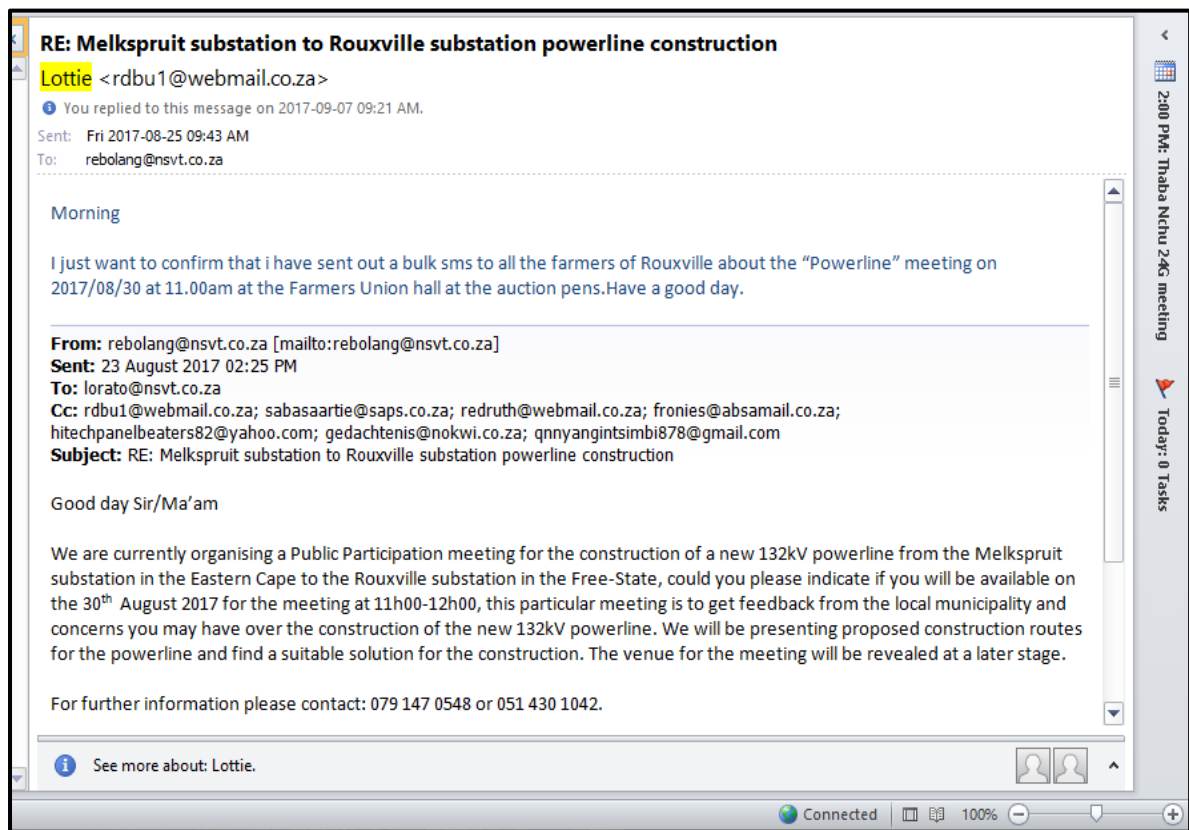 RE: Melkspruit substation to Rouxville substation powerline construction
Lottie <rdbu1@webmail.co.za>
You replied to this message on 2017-09-07 09:21 AM.
Sent: Fri 2017-08-25 09:43 AM
To: rebolang@nsvt.co.za
Morning
I just want to confirm that i have sent out a bulk sms to all the farmers of Rouxville about the “Powerline” meeting on
2017/08/30 at 11.00am at the Farmers Union hall at the auction pens.Have a good day.
From: rebolang@nsvt.co.za [mailto:rebolang@nsvt.co.za]
Sent: 23 August 2017 02:25 PM
To: lorato@nsvt.co.za
Cc: rdbu1@webmail.co.za; sabasaartie@saps.co.za; redruth@webmail.co.za; fronies@absamail.co.za;
hitechpanelbeaters82@yahoo.com; gedachtenis@nokwi.co.za; qnnyangintsimbi878@gmail.com
Subject: RE: Melkspruit substation to Rouxville substation powerline construction
Good day Sir/Ma’am
We are currently organising a Public Participation meeting for the construction of a new 132kV powerline from the Melkspruit
substation in the Eastern Cape to the Rouxville substation in the Free-State, could you please indicate if you will be available on
the 30th August 2017 for the meeting at 11h00-12h00, this particular meeting is to get feedback from the local municipality and
concerns you may have over the construction of the new 132kV powerline. We will be presenting proposed construction routes
for the powerline and find a suitable solution for the construction. The venue for the meeting will be revealed at a later stage.
For further information please contact: 079 147 0548 or 051 430 1042.
See more about: Lottie.
Connected 100%
2:00 PM: Thaba Nchu 24G meeting
Today: 0 Tasks